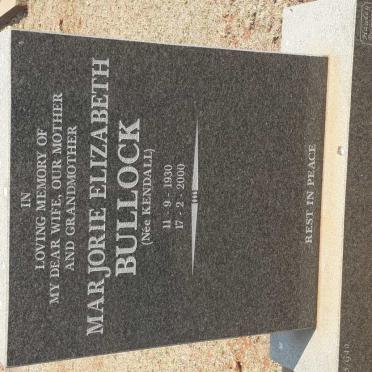 IN
LOVING MEMORY OF
MY DEAR WIFE, OUR MOTHER
AND GRANDMOTHER
MARJORIE ELIZABETH
BULLOCK
(Née KENDALL)
11 - 9 - 1930
17 - 2 - 2000
REST IN PEACE